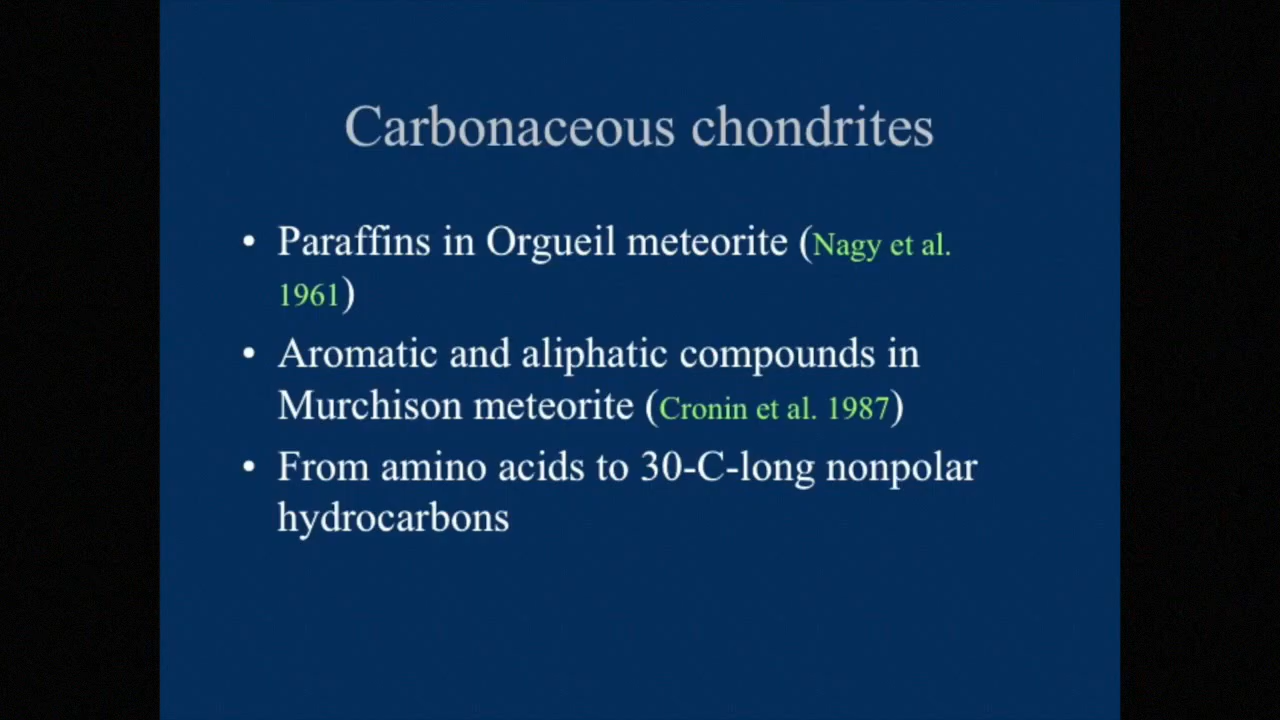 Carbonaceous chondrites
• Paraffins in Orgueil meteorite (Nagy et al.
1961)
• Aromatic and aliphatic compounds in
Murchison meteorite (Cronin et al. 1987)
• From amino acids to 30-C-long nonpolar
hydrocarbons